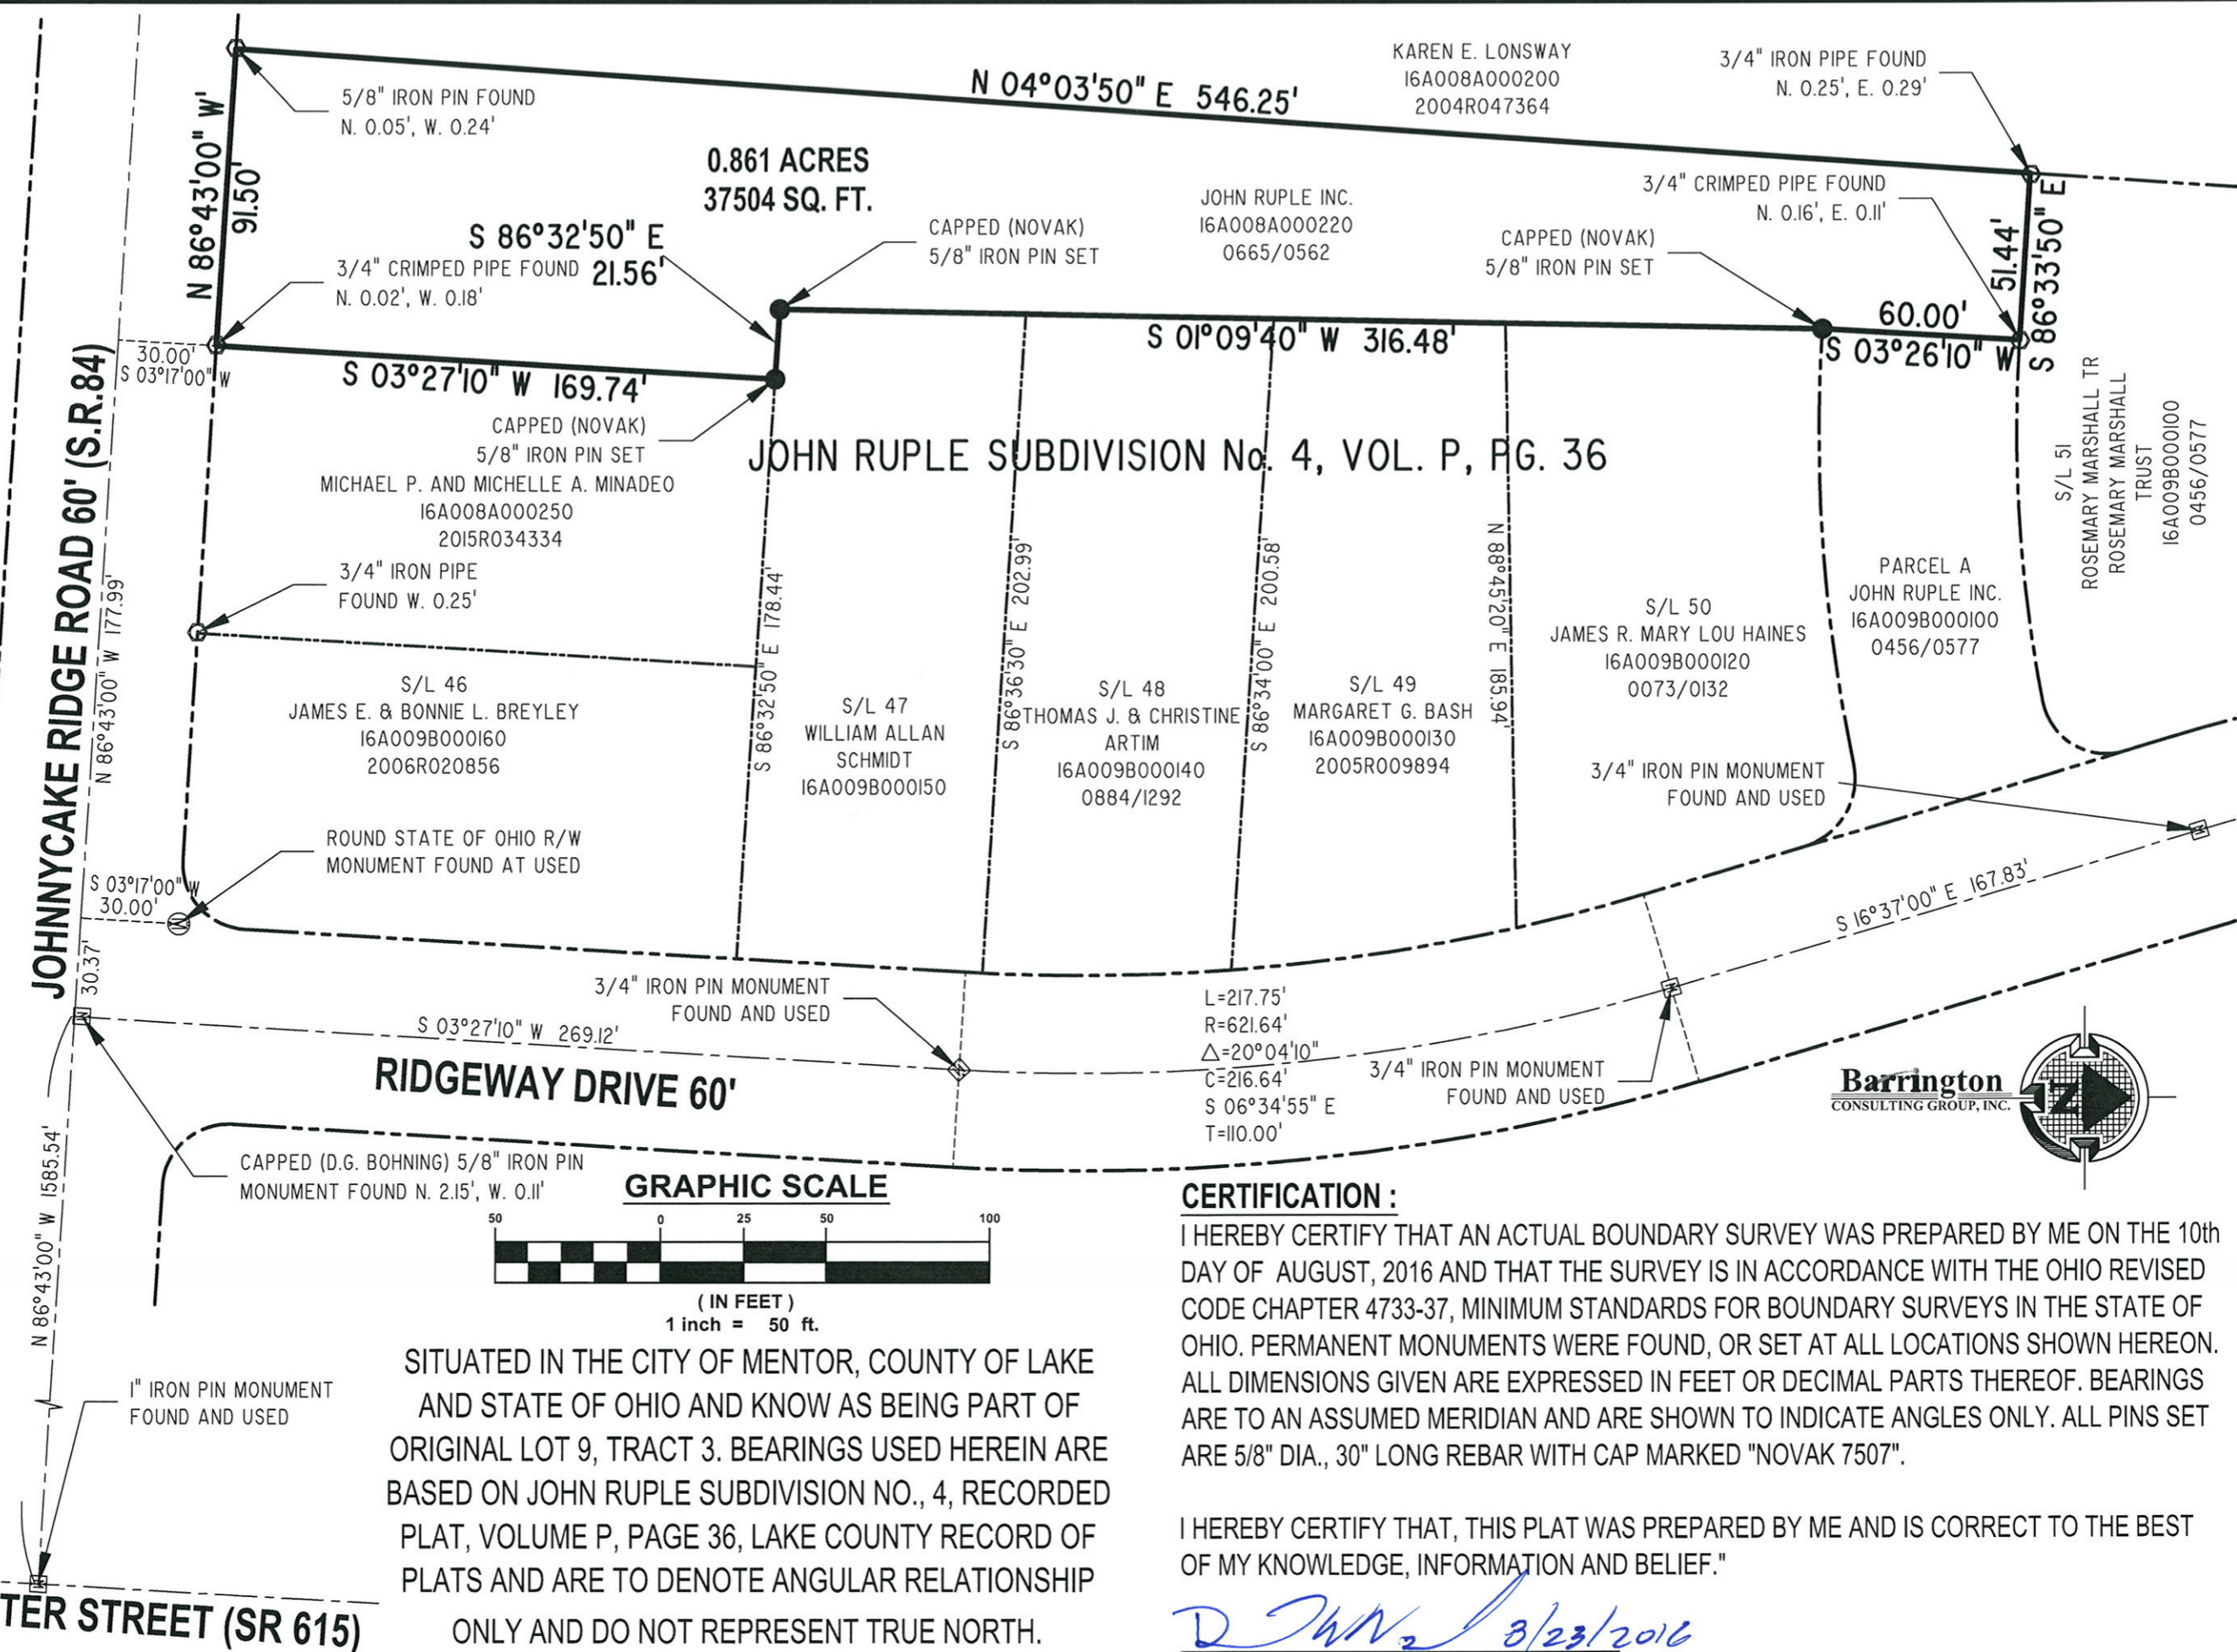 KAREN E. LONSWAY
16A008A000200
2004R047364
3/4" IRON PIPE FOUND
N. 0.25', E. 0.29'
N 04°03'50" E 546.25'
5/8" IRON PIN FOUND
N. 0.05', W. 0.24'
N 86°43'00" W
91.50'
0.861 ACRES
37504 SQ. FT.
JOHN RUPLE INC.
16A008A000220
0665/0562
3/4" CRIMPED PIPE FOUND
N. 0.16', E. 0.11'
S 86°32'50" E
21.56'
CAPPED (NOVAK)
5/8" IRON PIN SET
CAPPED (NOVAK)
5/8" IRON PIN SET
51.44'
S 86°33'50" E
3/4" CRIMPED PIPE FOUND
N. 0.02', W. 0.18'
60.00'
S 03°26'10" W
S 01°09'40" W 316.48'
30.00'
S 03°17'00" W
S 03°27'10" W 169.74'
CAPPED (NOVAK)
5/8" IRON PIN SET
JOHN RUPLE SUBDIVISION No. 4, VOL. P, PG. 36
MICHAEL P. AND MICHELLE A. MINADEO
16A008A000250
2015R034334
S/L 51
ROSEMARY MARSHALL TR
ROSEMARY MARSHALL
TRUST
16A009B000100
0456/0577
JOHNNYCAKE RIDGE ROAD 60' (S.R.84)
N 86°43'00" W 177.99'
3/4" IRON PIPE
FOUND W. 0.25'
S 86°32'50" E 178.44'
S 86°36'30" E 202.99'
S 86°34'00" E 200.58'
N 88°45'20" E 185.94'
PARCEL A
JOHN RUPLE INC.
16A009B000100
0456/0577
S/L 50
JAMES R. MARY LOU HAINES
16A009B000120
0073/0132
S/L 46
JAMES E. & BONNIE L. BREYLEY
16A009B000160
2006R020856
S/L 47
WILLIAM ALLAN
SCHMIDT
16A009B000150
S/L 48
THOMAS J. & CHRISTINE
ARTIM
16A009B000140
0884/1292
S/L 49
MARGARET G. BASH
16A009B000130
2005R009894
3/4" IRON PIN MONUMENT
FOUND AND USED
ROUND STATE OF OHIO R/W
MONUMENT FOUND AT USED
S 03°17'00" W
30.00'
30.37'
S 16°37'00" E 167.83'
3/4" IRON PIN MONUMENT
FOUND AND USED
S 03°27'10" W 269.12'
RIDGEWAY DRIVE 60'
L=217.75'
R=621.64'
△=20°04'10"
C=216.64'
S 06°34'55" E
T=110.00'
3/4" IRON PIN MONUMENT
FOUND AND USED
Barrington
CONSULTING GROUP, INC.
N
CAPPED (D.G. BOHNING) 5/8" IRON PIN
MONUMENT FOUND N. 2.15', W. 0.11'
N 86°43'00" W 1585.54'
GRAPHIC SCALE
50 0 25 50 100
( IN FEET )
1 inch = 50 ft.
1" IRON PIN MONUMENT
FOUND AND USED
TER STREET (SR 615)
SITUATED IN THE CITY OF MENTOR, COUNTY OF LAKE
AND STATE OF OHIO AND KNOW AS BEING PART OF
ORIGINAL LOT 9, TRACT 3. BEARINGS USED HEREIN ARE
BASED ON JOHN RUPLE SUBDIVISION NO., 4, RECORDED
PLAT, VOLUME P, PAGE 36, LAKE COUNTY RECORD OF
PLATS AND ARE TO DENOTE ANGULAR RELATIONSHIP
ONLY AND DO NOT REPRESENT TRUE NORTH.
CERTIFICATION :
I HEREBY CERTIFY THAT AN ACTUAL BOUNDARY SURVEY WAS PREPARED BY ME ON THE 10th
DAY OF AUGUST, 2016 AND THAT THE SURVEY IS IN ACCORDANCE WITH THE OHIO REVISED
CODE CHAPTER 4733-37, MINIMUM STANDARDS FOR BOUNDARY SURVEYS IN THE STATE OF
OHIO. PERMANENT MONUMENTS WERE FOUND, OR SET AT ALL LOCATIONS SHOWN HEREON.
ALL DIMENSIONS GIVEN ARE EXPRESSED IN FEET OR DECIMAL PARTS THEREOF. BEARINGS
ARE TO AN ASSUMED MERIDIAN AND ARE SHOWN TO INDICATE ANGLES ONLY. ALL PINS SET
ARE 5/8" DIA., 30" LONG REBAR WITH CAP MARKED "NOVAK 7507".
I HEREBY CERTIFY THAT, THIS PLAT WAS PREPARED BY ME AND IS CORRECT TO THE BEST
OF MY KNOWLEDGE, INFORMATION AND BELIEF."
8/23/2016